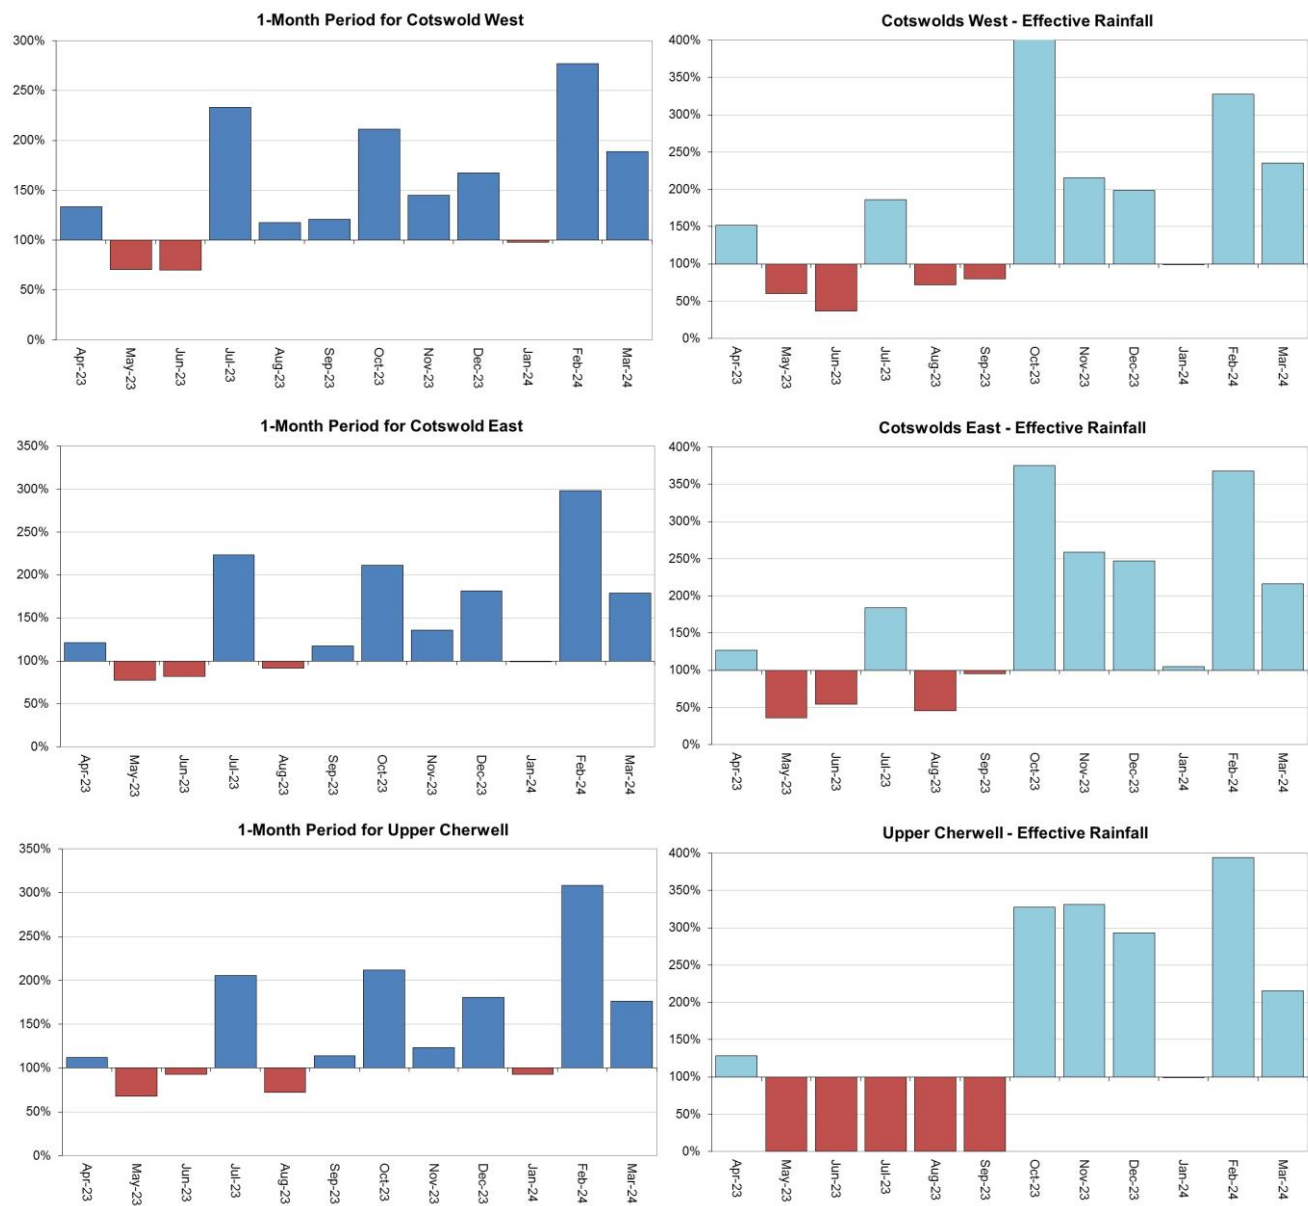 1-Month Period for Cotswold West
300%
250%
200%
150%
100%
50%
0%
Apr-23
May-23
Jun-23
Jul-23
Aug-23
Sep-23
Oct-23
Nov-23
Dec-23
Jan-24
Feb-24
Mar-24
Cotswolds West - Effective Rainfall
400%
350%
300%
250%
200%
150%
100%
50%
0%
Apr-23
May-23
Jun-23
Jul-23
Aug-23
Sep-23
Oct-23
Nov-23
Dec-23
Jan-24
Feb-24
Mar-24
1-Month Period for Cotswold East
350%
300%
250%
200%
150%
100%
50%
0%
Apr-23
May-23
Jun-23
Jul-23
Aug-23
Sep-23
Oct-23
Nov-23
Dec-23
Jan-24
Feb-24
Mar-24
Cotswolds East - Effective Rainfall
400%
350%
300%
250%
200%
150%
100%
50%
0%
Apr-23
May-23
Jun-23
Jul-23
Aug-23
Sep-23
Oct-23
Nov-23
Dec-23
Jan-24
Feb-24
Mar-24
1-Month Period for Upper Cherwell
350%
300%
250%
200%
150%
100%
50%
0%
Apr-23
May-23
Jun-23
Jul-23
Aug-23
Sep-23
Oct-23
Nov-23
Dec-23
Jan-24
Feb-24
Mar-24
Upper Cherwell - Effective Rainfall
400%
350%
300%
250%
200%
150%
100%
50%
0%
Apr-23
May-23
Jun-23
Jul-23
Aug-23
Sep-23
Oct-23
Nov-23
Dec-23
Jan-24
Feb-24
Mar-24